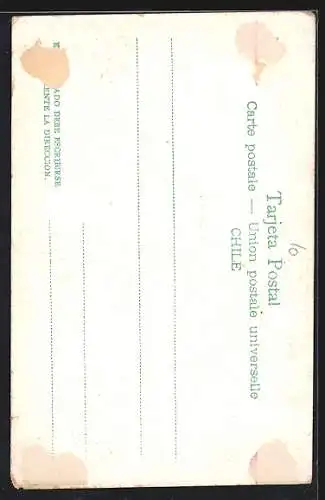 Tarjeta Postal
Carte postale — Union postale universelle
CHILE
10
ADO DEBE ESCRIBIRSE
ENTE LA DIRECCION.